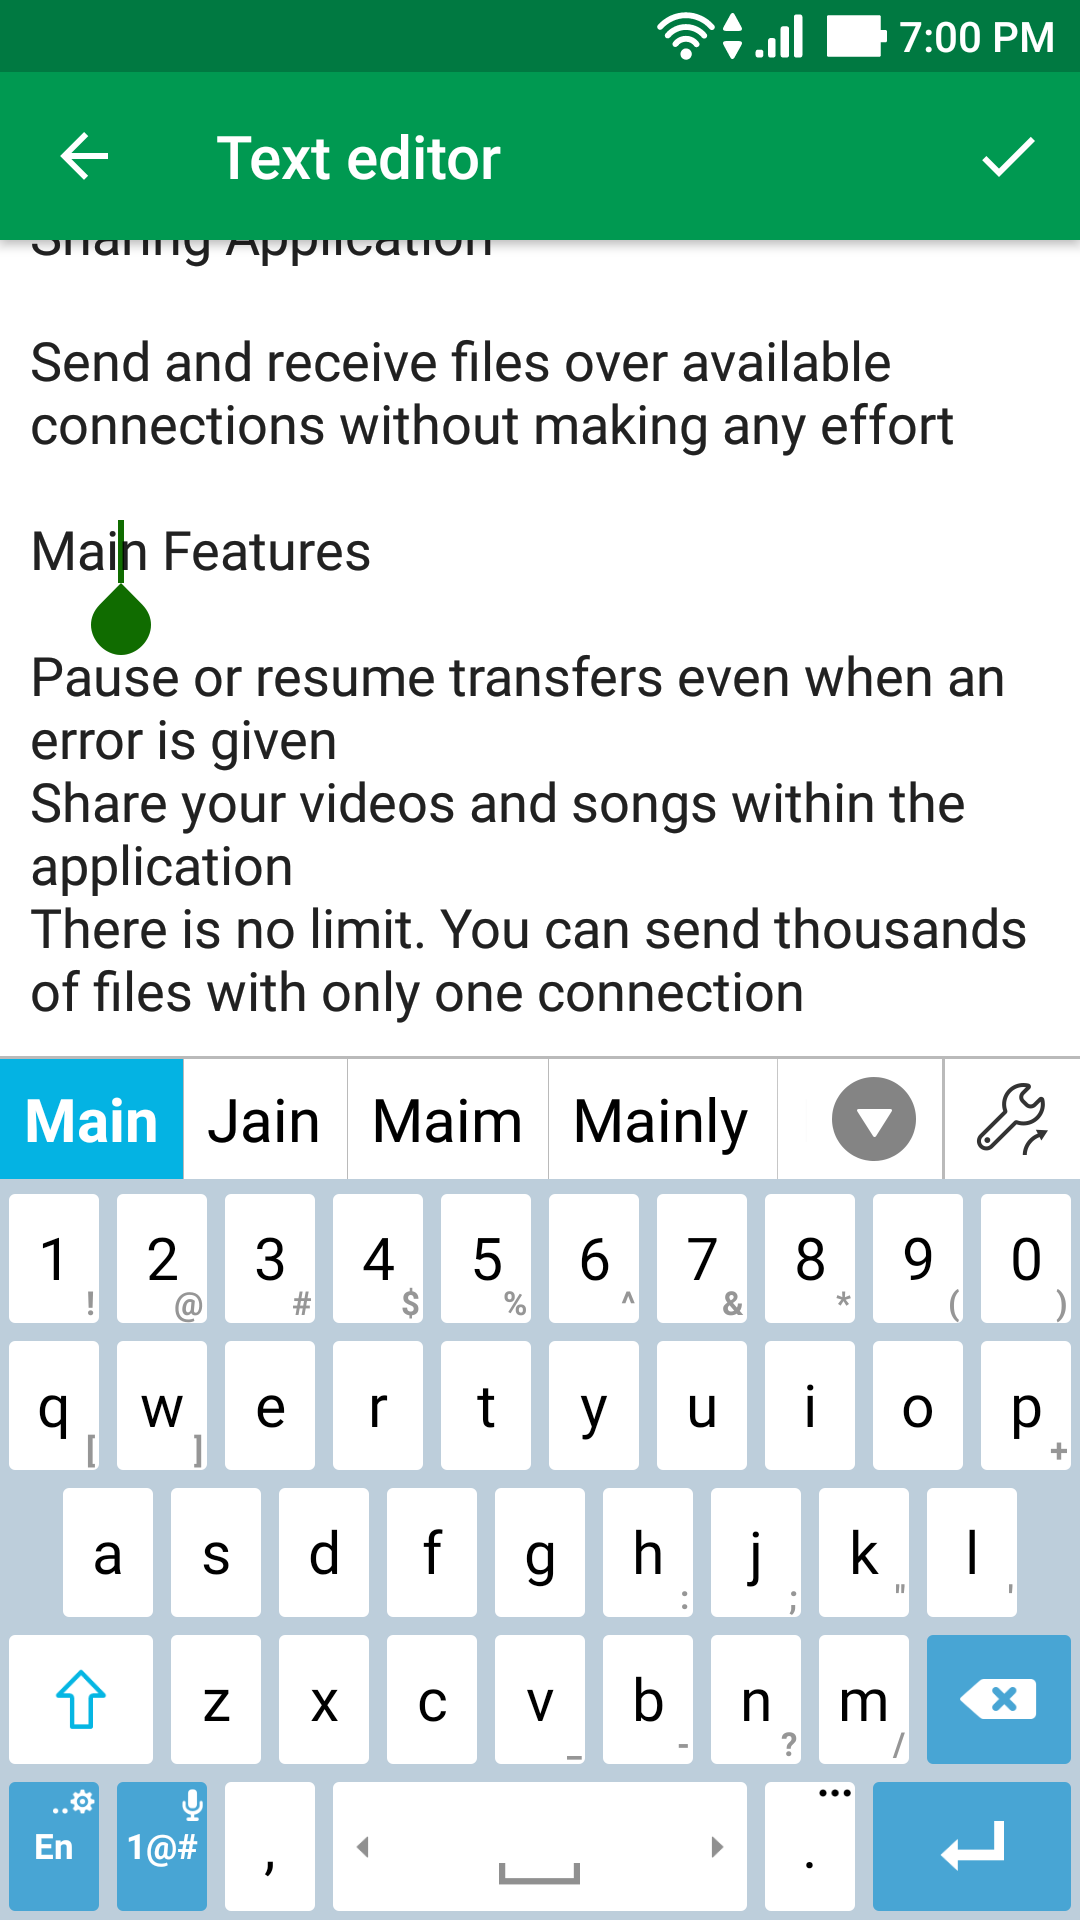 7:00 PM
Text editor
Sharing Application
Send and receive files over available
connections without making any effort
Main Features
Pause or resume transfers even when an
error is given
Share your videos and songs within the
application
There is no limit. You can send thousands
of files with only one connection
Main Jain Maim Mainly
1 ! 2 @ 3 # 4 $ 5 % 6 ^ 7 & 8 * 9 ( 0 )
q [ w ] e r t y u i o p +
a s d f g h : j ; k " l '
z x c v _ b - n ? m /
En 1@# , .